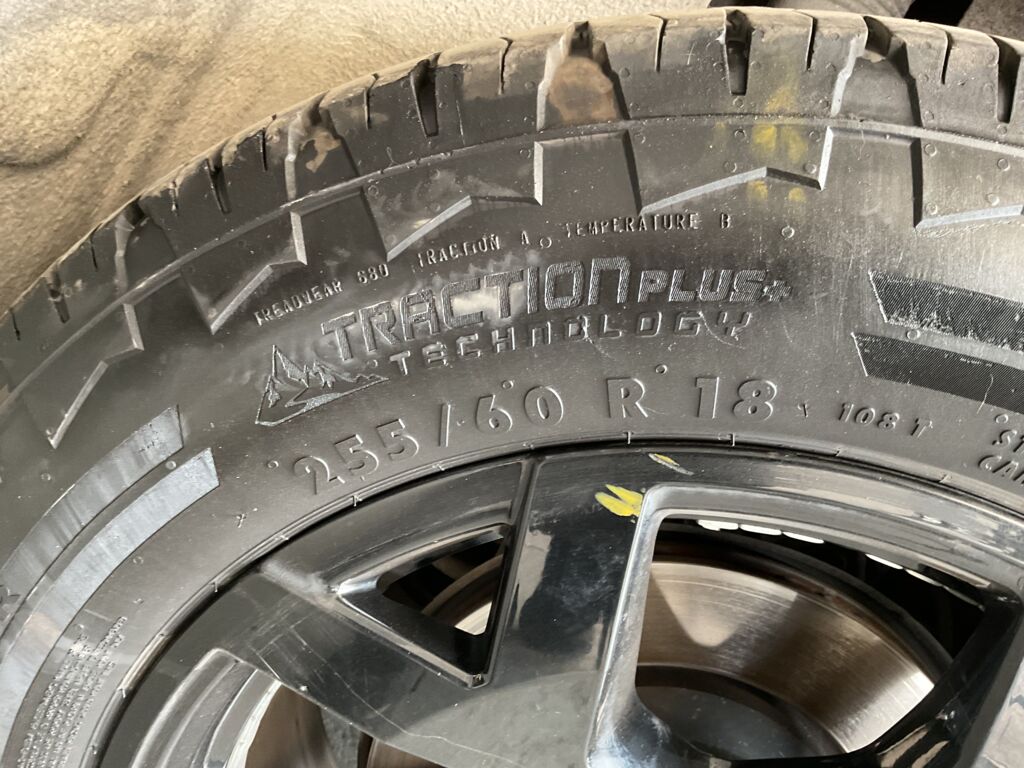 TREADWEAR 680 TRACTION A TEMPERATURE B
TRACTION PLUS+
TECHNOLOGY
255/60 R 18 108 T